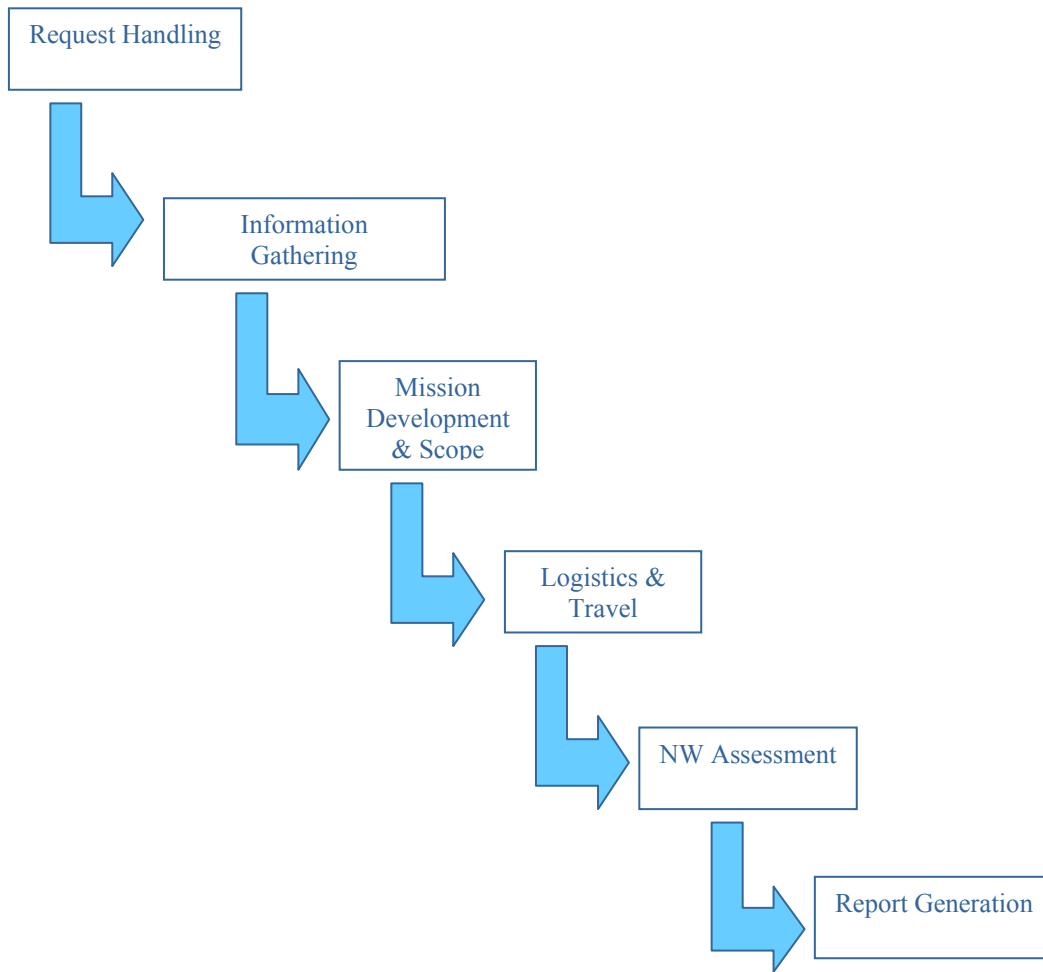 Request Handling
Information
Gathering
Mission
Development
& Scope
Logistics &
Travel
NW Assessment
Report Generation